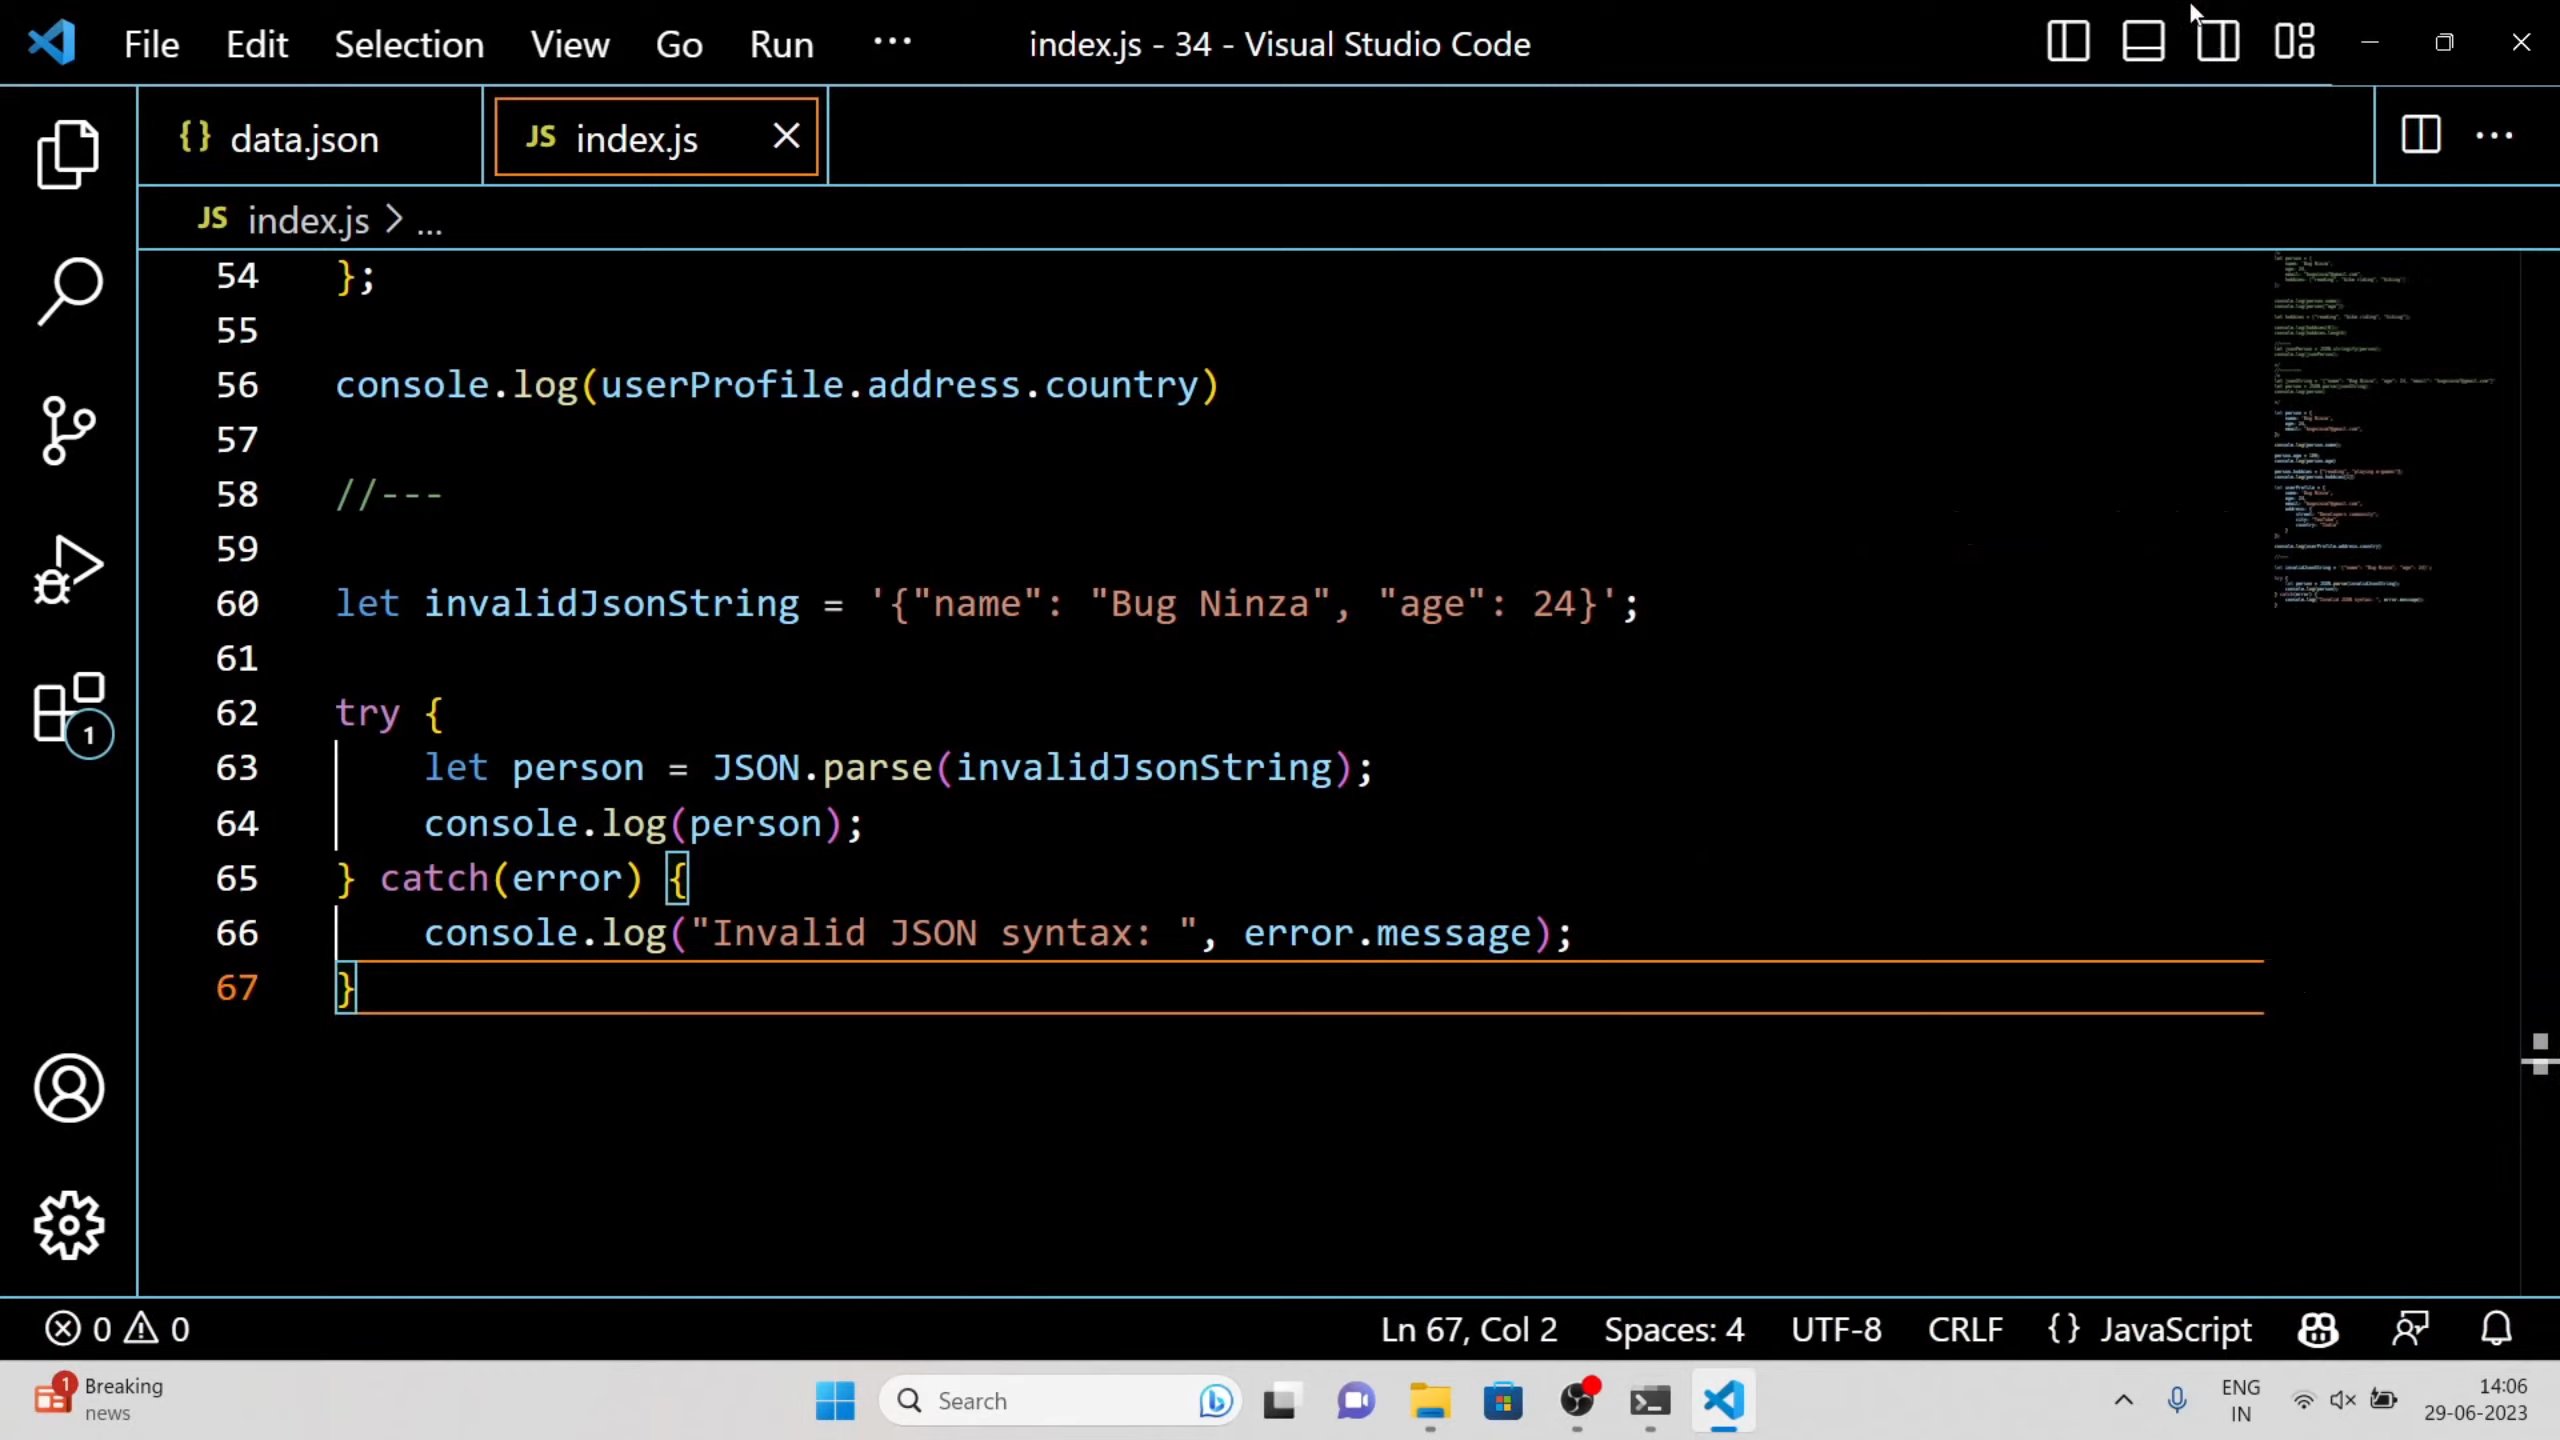 File Edit Selection View Go Run ··· index.js - 34 - Visual Studio Code
{} data.json JS index.js
JS index.js > ...
54 };
55
56 console.log(userProfile.address.country)
57
58 //---
59
60 let invalidJsonString = '{"name": "Bug Ninza", "age": 24}';
61
62 try {
63 let person = JSON.parse(invalidJsonString);
64 console.log(person);
65 } catch(error) {
66 console.log("Invalid JSON syntax: ", error.message);
67 }
1
0 0 Ln 67, Col 2 Spaces: 4 UTF-8 CRLF {} JavaScript
1 Breaking
news
Search
ENG
IN
14:06
29-06-2023